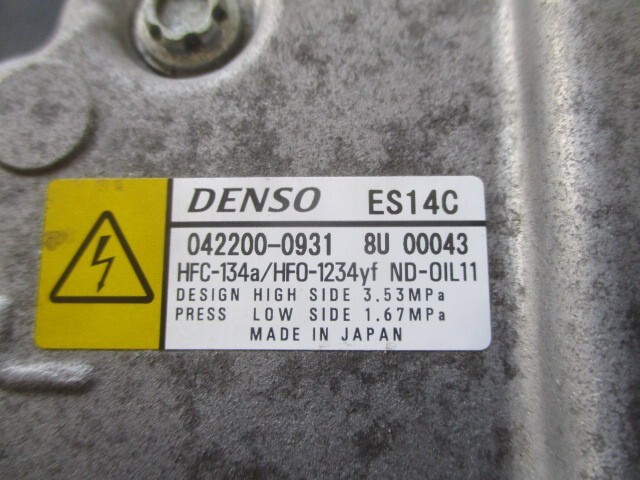 DENSO ES14C
042200-0931 8U 00043
HFC-134a/HFO-1234yf ND-OIL11
DESIGN HIGH SIDE 3.53MPa
PRESS LOW SIDE 1.67MPa
MADE IN JAPAN